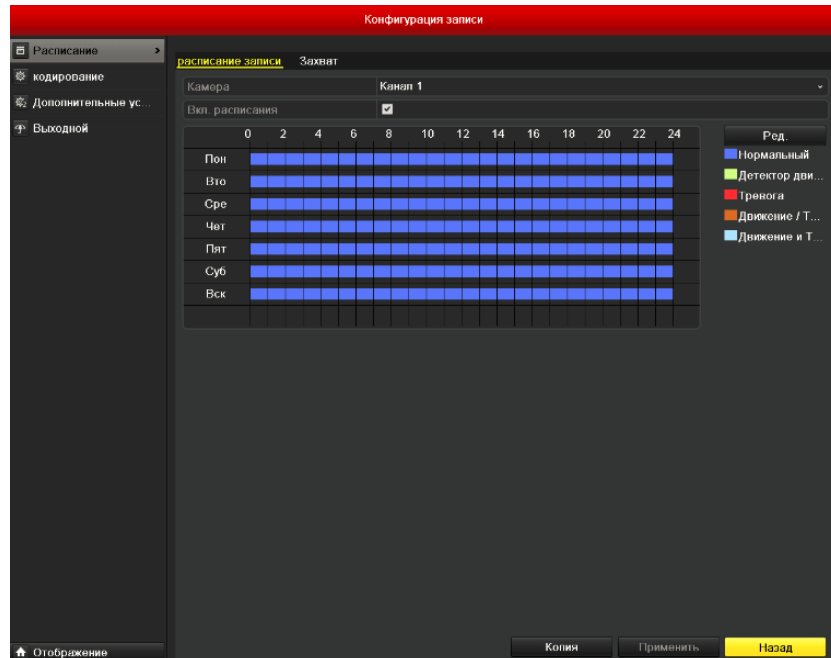 Конфигурация записи
Расписание
кодирование
Дополнительные ус...
Выходной
расписание записи Захват
Камера Канал 1
Вкл. расписания
0 2 4 6 8 10 12 14 16 18 20 22 24
Пон
Вто
Сре
Чет
Пят
Суб
Вск
Ред.
Нормальный
Детектор дви...
Тревога
Движение / Т...
Движение и Т...
Копия Применить Назад
Отображение